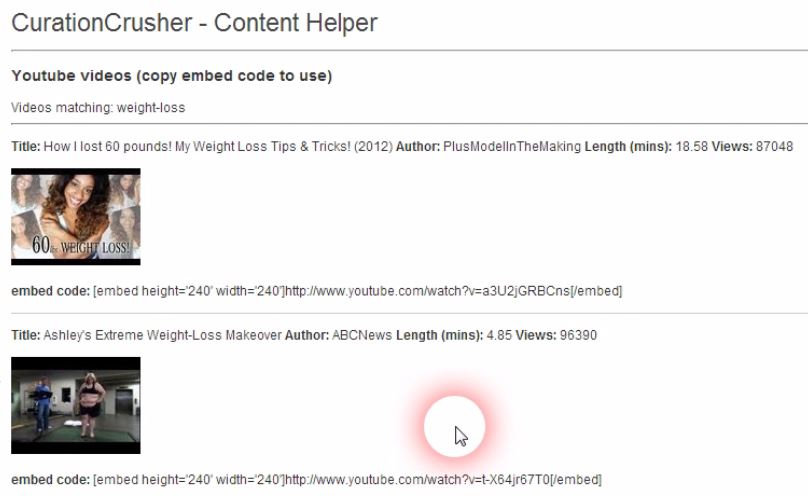 CurationCrusher - Content Helper
Youtube videos (copy embed code to use)
Videos matching: weight-loss
Title: How I lost 60 pounds! My Weight Loss Tips & Tricks! (2012) Author: PlusModelInTheMaking Length (mins): 18.58 Views: 87048
60 WEIGHT LOSS!
embed code: [embed height='240' width='240']http://www.youtube.com/watch?v=a3U2jGRBCns[/embed]
Title: Ashley's Extreme Weight-Loss Makeover Author: ABCNews Length (mins): 4.85 Views: 96390
embed code: [embed height='240' width='240']http://www.youtube.com/watch?v=t-X64jr67T0[/embed]